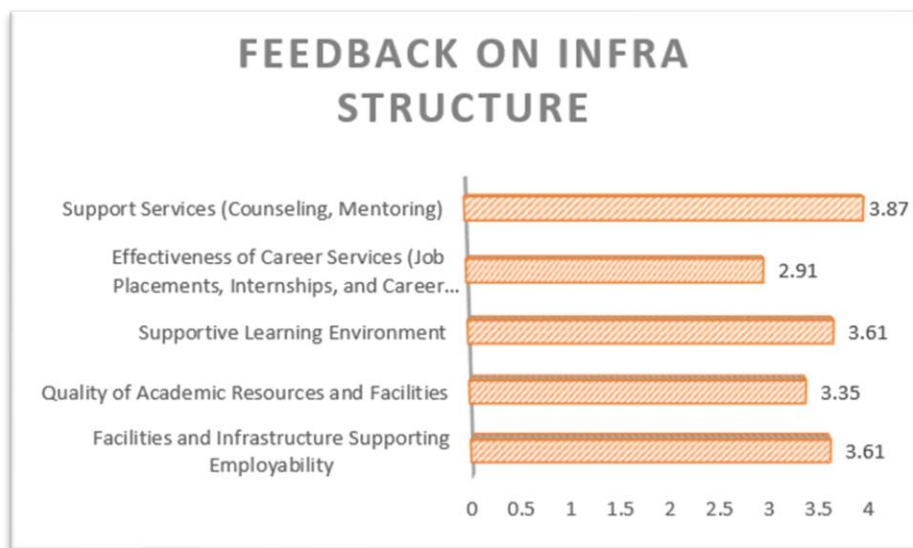 FEEDBACK ON INFRA
STRUCTURE
Support Services (Counseling, Mentoring)
3.87
Effectiveness of Career Services (Job
Placements, Internships, and Career...
2.91
Supportive Learning Environment
3.61
Quality of Academic Resources and Facilities
3.35
Facilities and Infrastructure Supporting
Employability
3.61
0 0.5 1 1.5 2 2.5 3 3.5 4